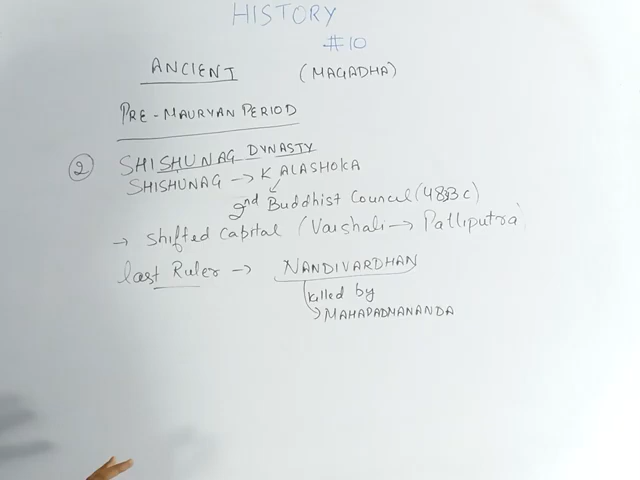 HISTORY
#10
ANCIENT (MAGADHA)
PRE-MAURYAN PERIOD
② SHISHUNAG DYNASTY
SHISHUNAG → KALASHOKA
2nd Buddhist Council (483BC)
→ Shifted Capital (Vaishali → Patliputra)
last Ruler → NANDIVARDHAN
killed by
→ MAHAPADMANANDA